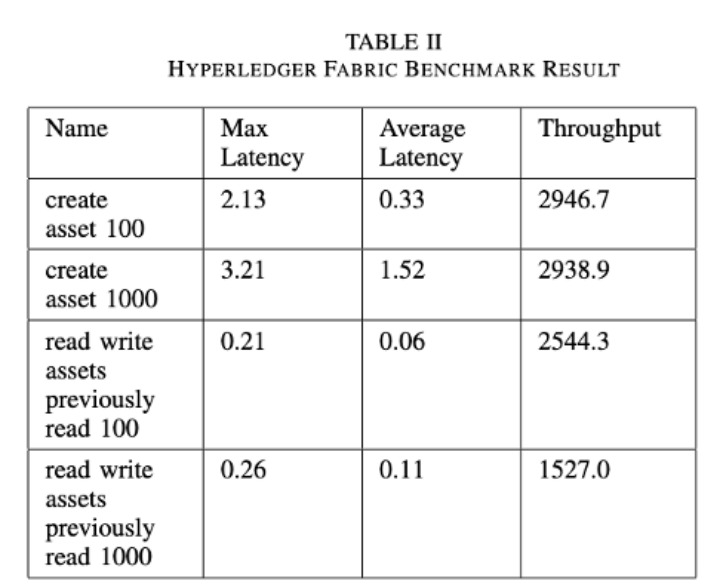 TABLE II
HYPERLEDGER FABRIC BENCHMARK RESULT
Name
Max
Latency
Average
Latency
Throughput
create
asset 100
2.13
0.33
2946.7
create
asset 1000
3.21
1.52
2938.9
read write
assets
previously
read 100
0.21
0.06
2544.3
read write
assets
previously
read 1000
0.26
0.11
1527.0